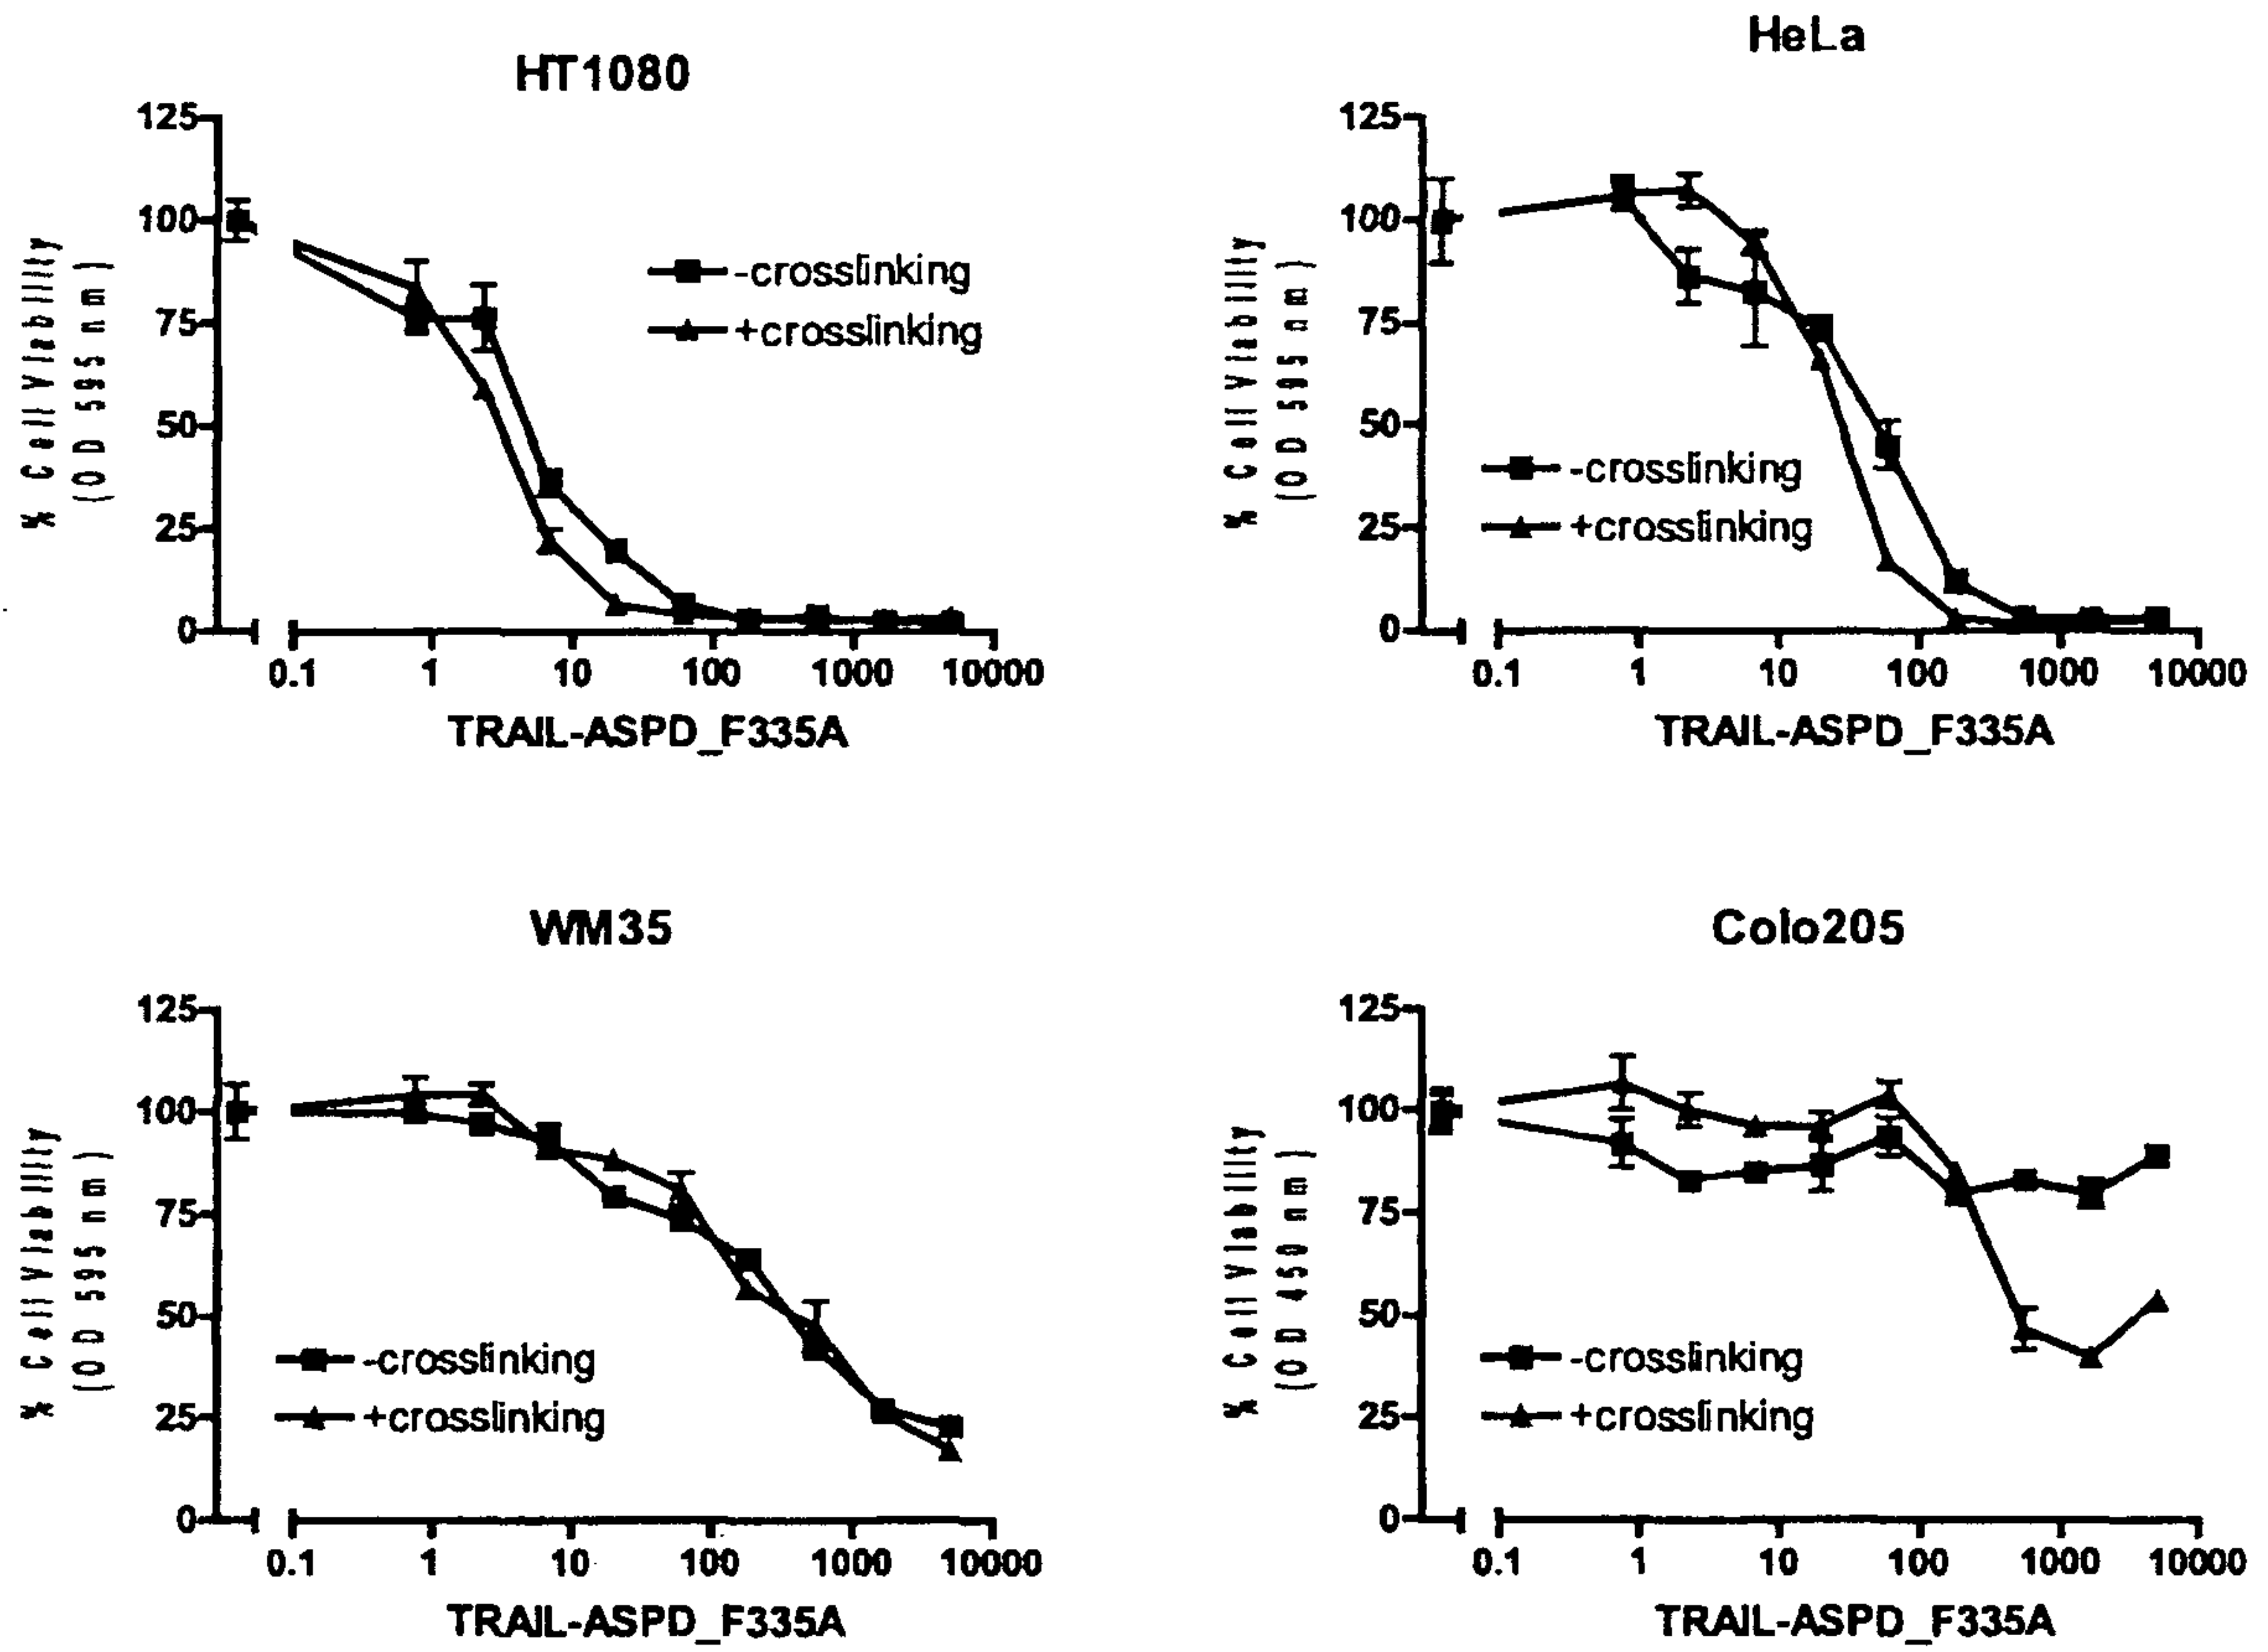 HT1080
125
100
75
50
25
0
% Cell Viability
(OD 595 nm)
-crosslinking
+crosslinking
0.1 1 10 100 1000 10000
TRAIL-ASPD_F335A
HeLa
125
100
75
50
25
0
% Cell Viability
(OD 595 nm)
-crosslinking
+crosslinking
0.1 1 10 100 1000 10000
TRAIL-ASPD_F335A
WM35
125
100
75
50
25
0
% Cell Viability
(OD 595 nm)
-crosslinking
+crosslinking
0.1 1 10 100 1000 10000
TRAIL-ASPD_F335A
Colo205
125
100
75
50
25
0
% Cell Viability
(OD 450 nm)
-crosslinking
+crosslinking
0.1 1 10 100 1000 10000
TRAIL-ASPD_F335A